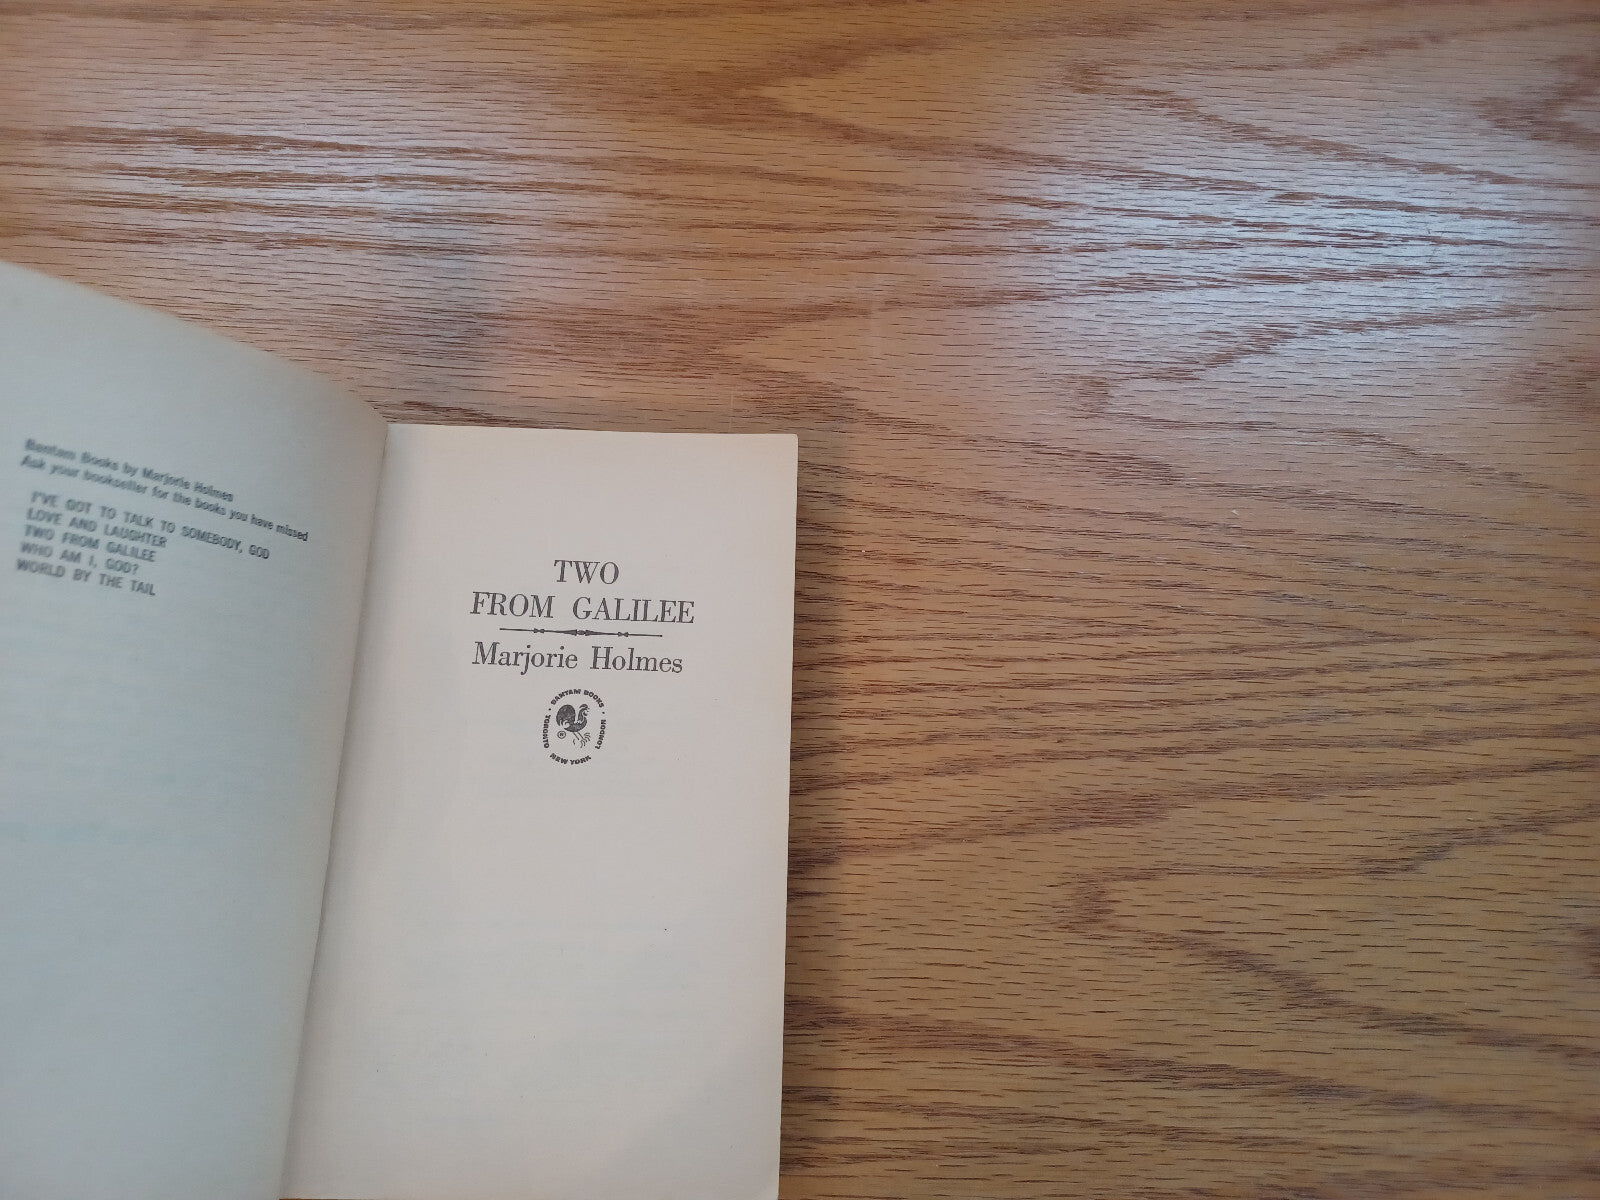 Bantam Books by Marjorie Holmes
Ask your bookseller for the books you have missed
I'VE GOT TO TALK TO SOMEBODY, GOD
LOVE AND LAUGHTER
TWO FROM GALILEE
WHO AM I, GOD?
WORLD BY THE TAIL
TWO
FROM GALILEE
Marjorie Holmes
BANTAM BOOKS
TORONTO · NEW YORK · LONDON